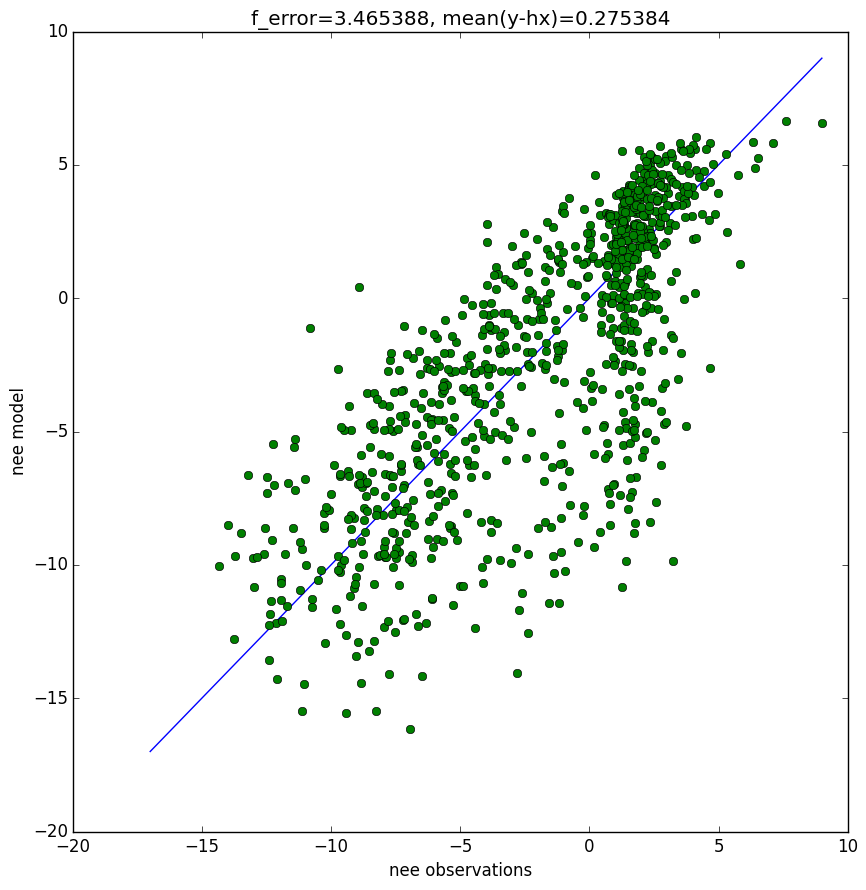 f_error=3.465388, mean(y-hx)=0.275384
10
5
0
−5
−10
−15
−20
nee model
−20 −15 −10 −5 0 5 10
nee observations